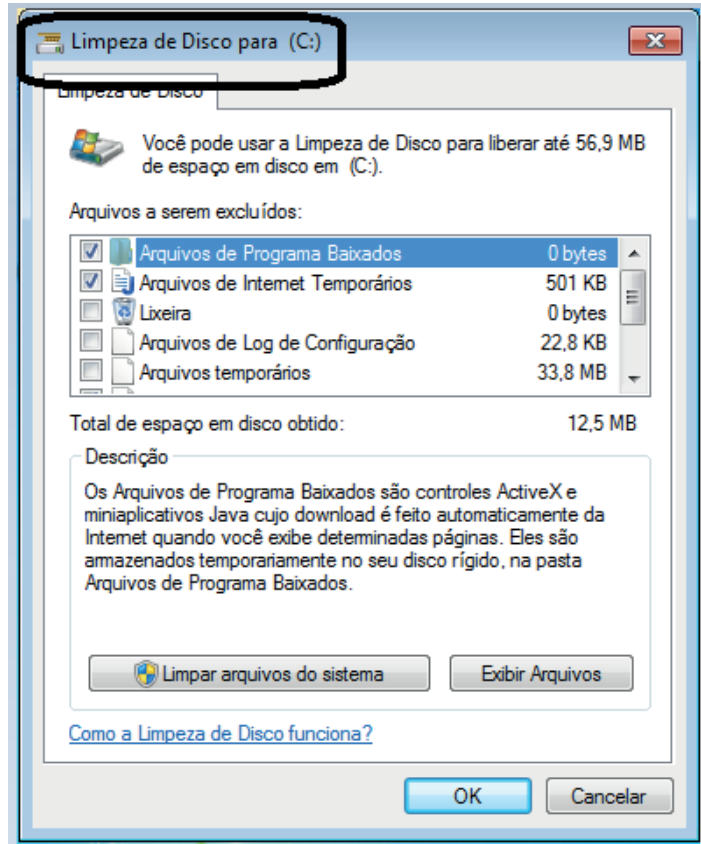 Limpeza de Disco para (C:)
Limpeza de Disco
Você pode usar a Limpeza de Disco para liberar até 56,9 MB
de espaço em disco em (C:).
Arquivos a serem excluídos:
Arquivos de Programa Baixados 0 bytes
Arquivos de Internet Temporários 501 KB
Lixeira 0 bytes
Arquivos de Log de Configuração 22,8 KB
Arquivos temporários 33,8 MB
Total de espaço em disco obtido: 12,5 MB
Descrição
Os Arquivos de Programa Baixados são controles ActiveX e
miniaplicativos Java cujo download é feito automaticamente da
Internet quando você exibe determinadas páginas. Eles são
armazenados temporariamente no seu disco rígido, na pasta
Arquivos de Programa Baixados.
Limpar arquivos do sistema Exibir Arquivos
Como a Limpeza de Disco funciona?
OK Cancelar